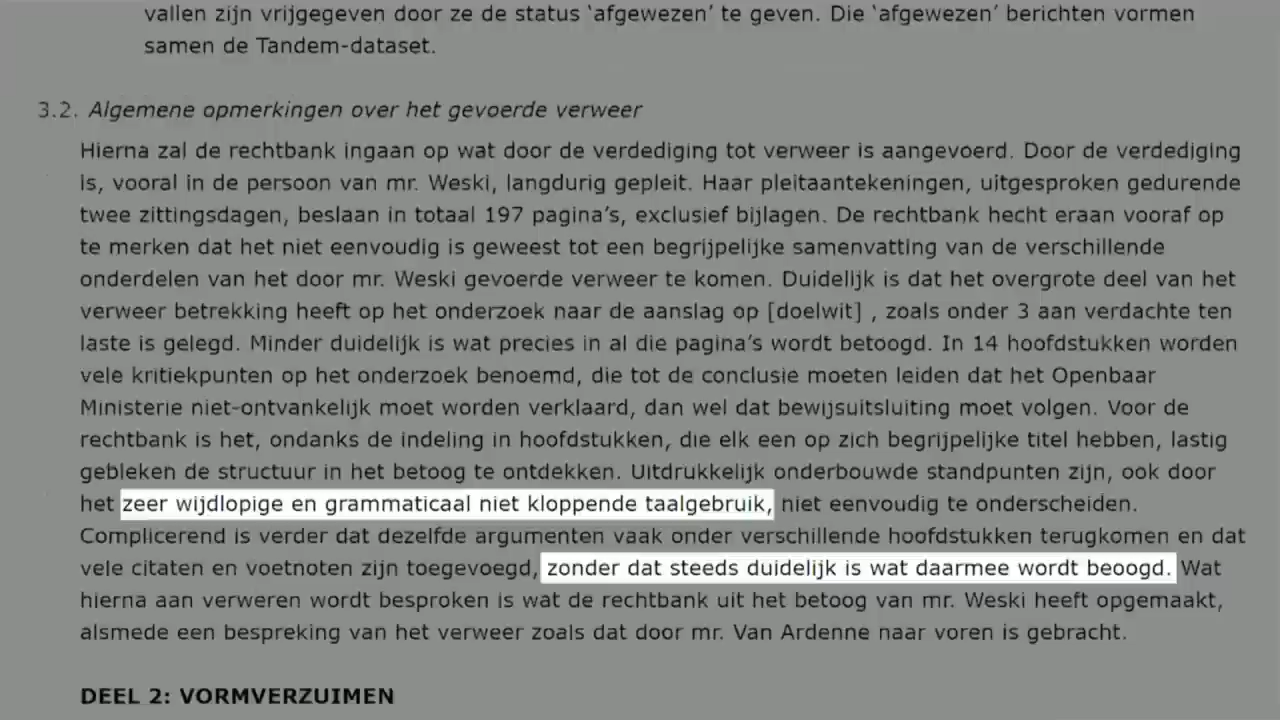 vallen zijn vrijgegeven door ze de status ‘afgewezen’ te geven. Die ‘afgewezen’ berichten vormen
samen de Tandem-dataset.
3.2. Algemene opmerkingen over het gevoerde verweer
Hierna zal de rechtbank ingaan op wat door de verdediging tot verweer is aangevoerd. Door de verdediging
is, vooral in de persoon van mr. Weski, langdurig gepleit. Haar pleitaantekeningen, uitgesproken gedurende
twee zittingsdagen, beslaan in totaal 197 pagina’s, exclusief bijlagen. De rechtbank hecht eraan vooraf op
te merken dat het niet eenvoudig is geweest tot een begrijpelijke samenvatting van de verschillende
onderdelen van het door mr. Weski gevoerde verweer te komen. Duidelijk is dat het overgrote deel van het
verweer betrekking heeft op het onderzoek naar de aanslag op [doelwit] , zoals onder 3 aan verdachte ten
laste is gelegd. Minder duidelijk is wat precies in al die pagina’s wordt betoogd. In 14 hoofdstukken worden
vele kritiekpunten op het onderzoek benoemd, die tot de conclusie moeten leiden dat het Openbaar
Ministerie niet-ontvankelijk moet worden verklaard, dan wel dat bewijsuitsluiting moet volgen. Voor de
rechtbank is het, ondanks de indeling in hoofdstukken, die elk een op zich begrijpelijke titel hebben, lastig
gebleken de structuur in het betoog te ontdekken. Uitdrukkelijk onderbouwde standpunten zijn, ook door
het zeer wijdlopige en grammaticaal niet kloppende taalgebruik, niet eenvoudig te onderscheiden.
Complicerend is verder dat dezelfde argumenten vaak onder verschillende hoofdstukken terugkomen en dat
vele citaten en voetnoten zijn toegevoegd, zonder dat steeds duidelijk is wat daarmee wordt beoogd. Wat
hierna aan verweren wordt besproken is wat de rechtbank uit het betoog van mr. Weski heeft opgemaakt,
alsmede een bespreking van het verweer zoals dat door mr. Van Ardenne naar voren is gebracht.
DEEL 2: VORMVERZUIMEN